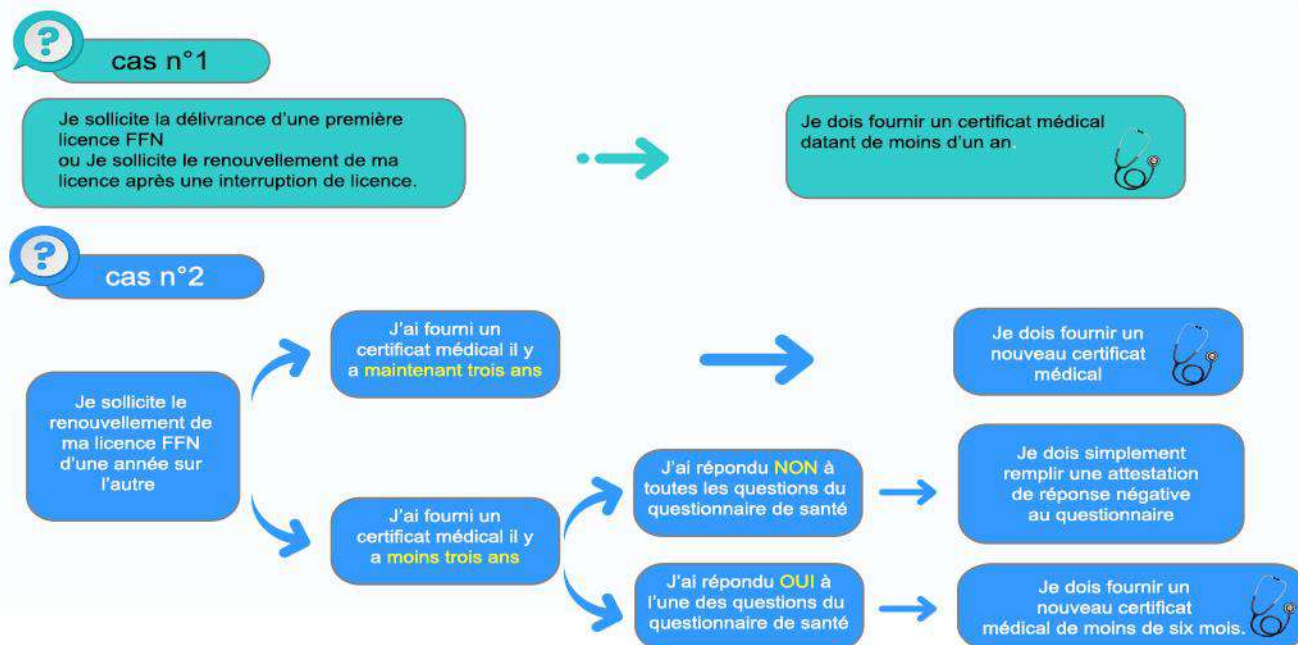 ?
cas n°1
Je sollicite la délivrance d'une première
licence FFN
ou Je sollicite le renouvellement de ma
licence après une interruption de licence.
Je dois fournir un certificat médical
datant de moins d'un an.
?
cas n°2
Je sollicite le
renouvellement de
ma licence FFN
d'une année sur
l'autre
J'ai fourni un
certificat médical il y
a maintenant trois ans
Je dois fournir un
nouveau certificat
médical
J'ai fourni un
certificat médical il y
a moins trois ans
J'ai répondu NON à
toutes les questions du
questionnaire de santé
Je dois simplement
remplir une attestation
de réponse négative
au questionnaire
J'ai répondu OUI à
l'une des questions du
questionnaire de santé
Je dois fournir un
nouveau certificat
médical de moins de six mois.